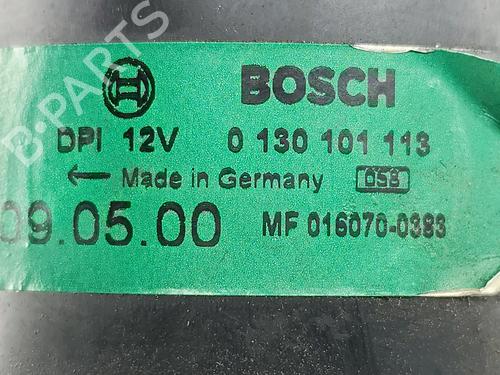 BOSCH
DPI 12V 0 130 101 113
← Made in Germany 058
09.05.00 MF 016070-0383
B-PARTS